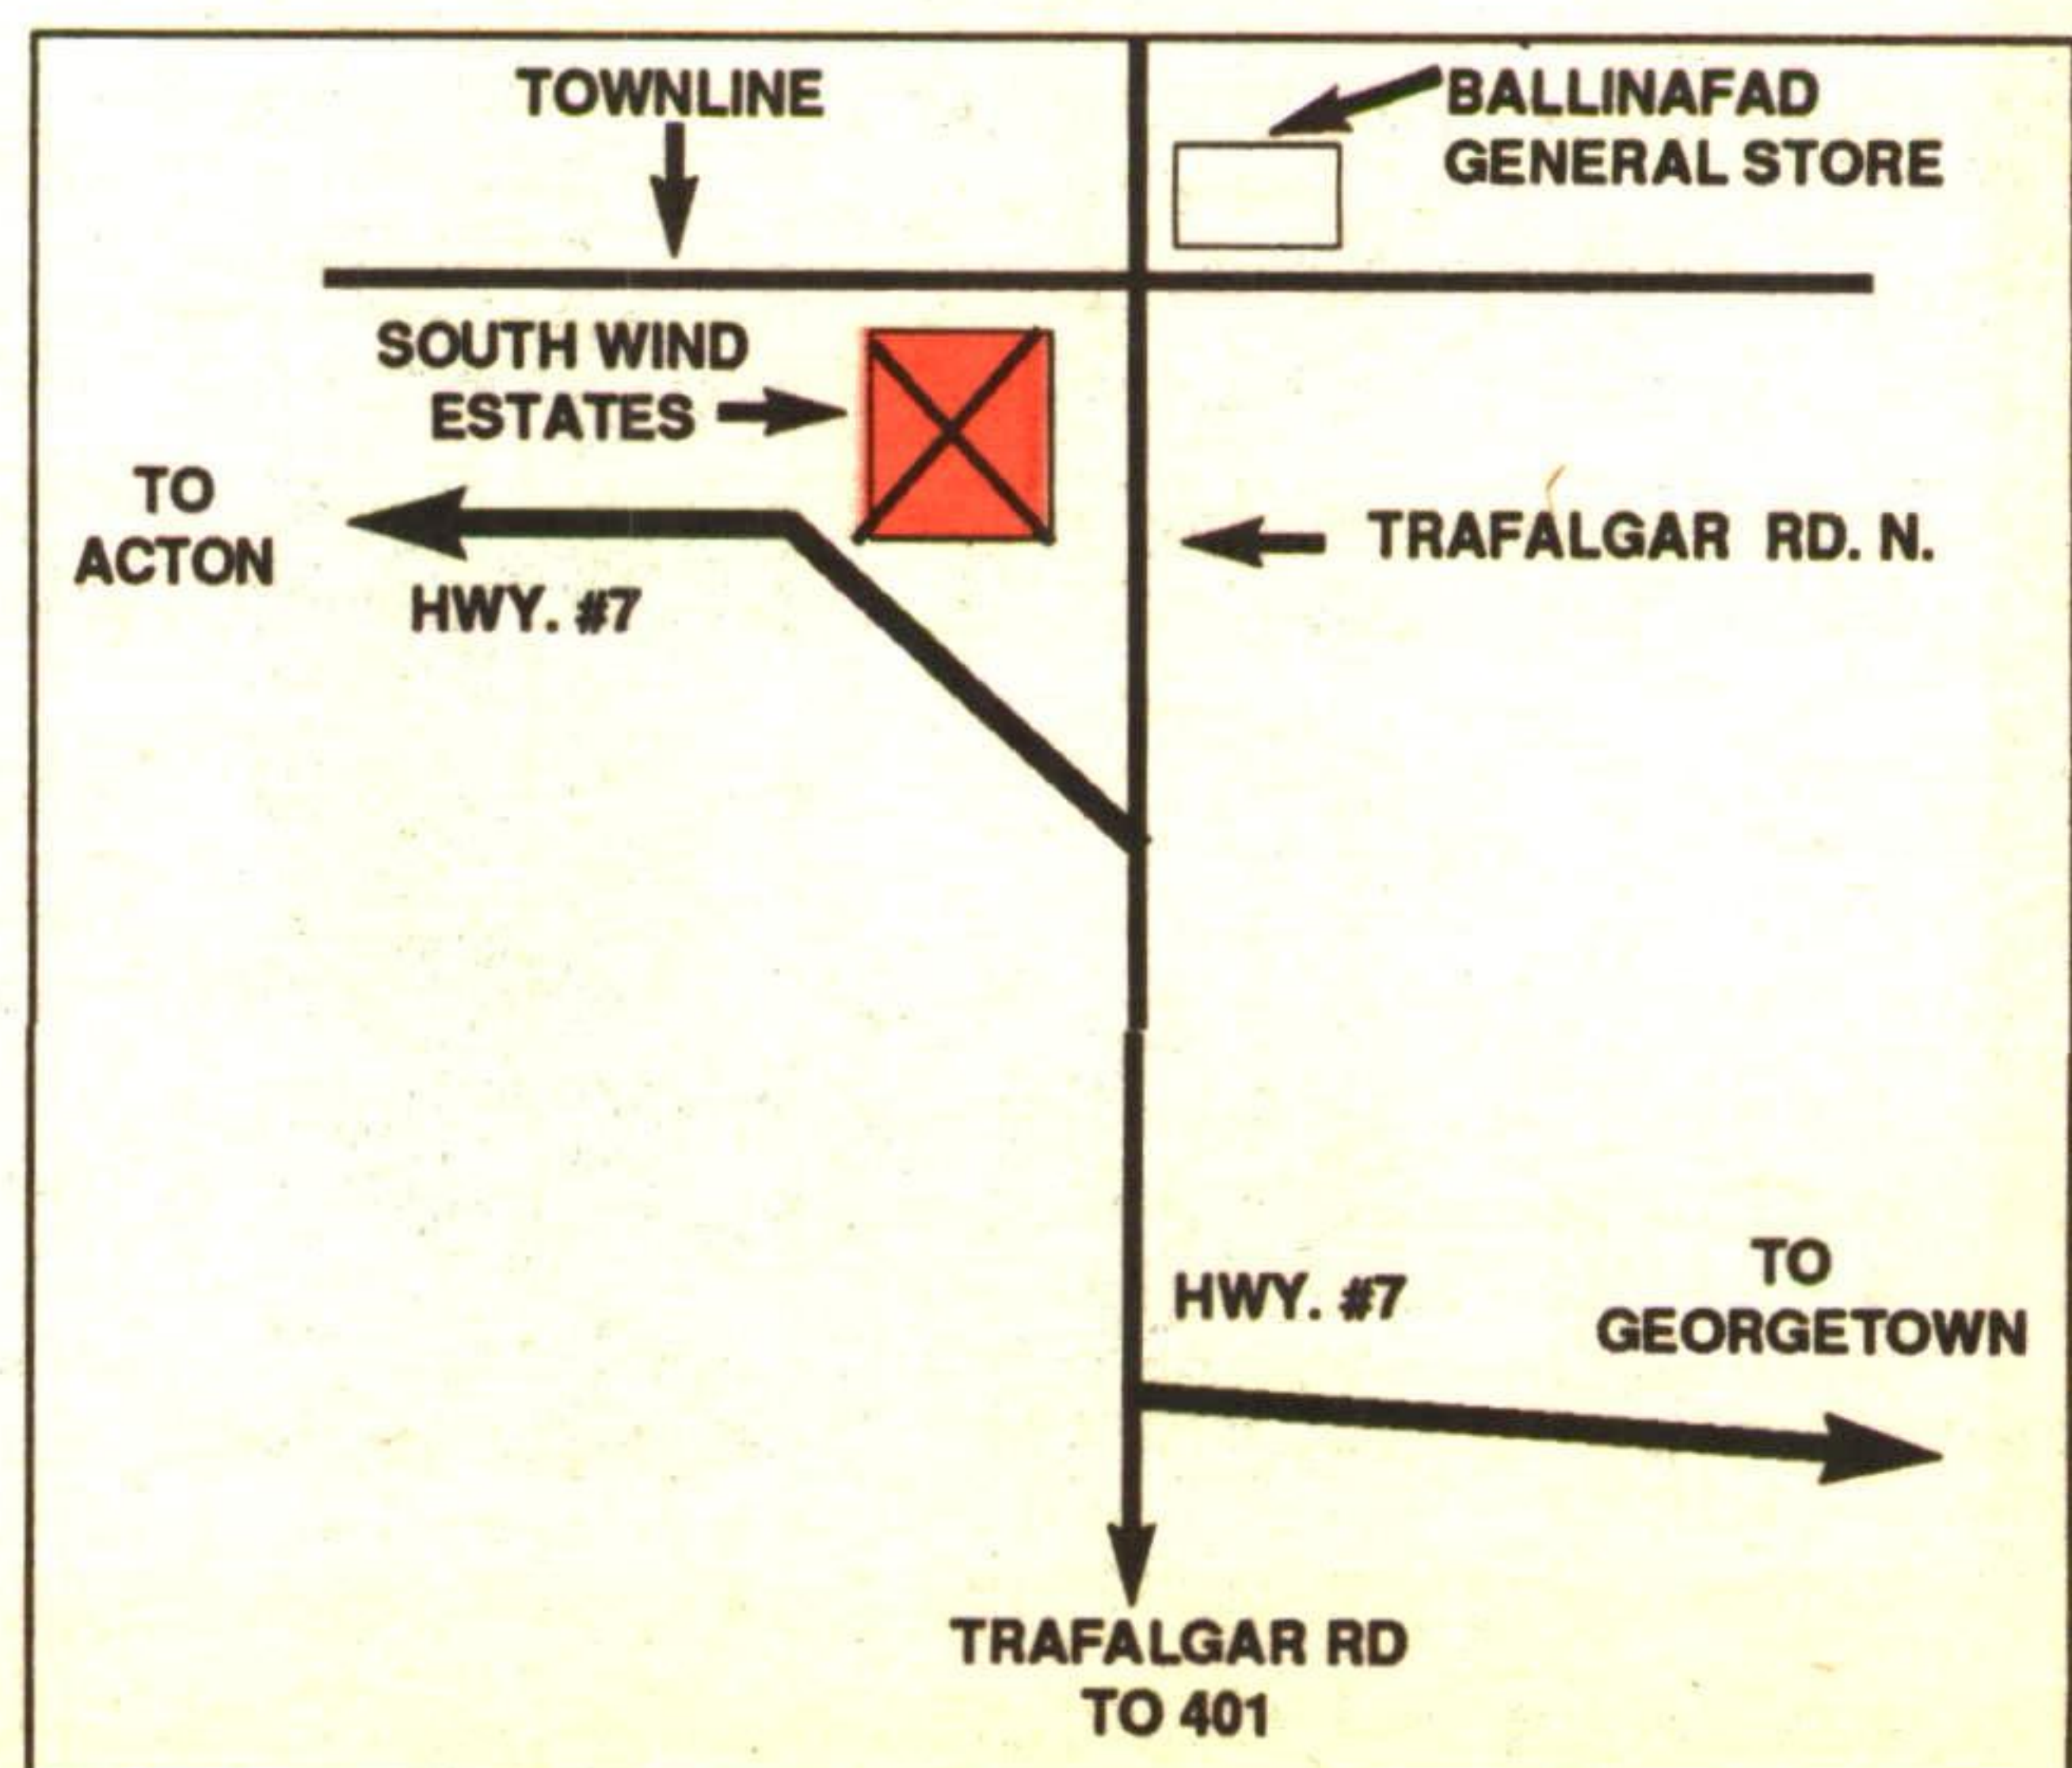 TOWNLINE
BALLINAFAD
GENERAL STORE
SOUTH WIND
ESTATES
TO
ACTON
HWY. #7
TRAFALGAR RD. N.
HWY. #7
TO
GEORGETOWN
TRAFALGAR RD
TO 401